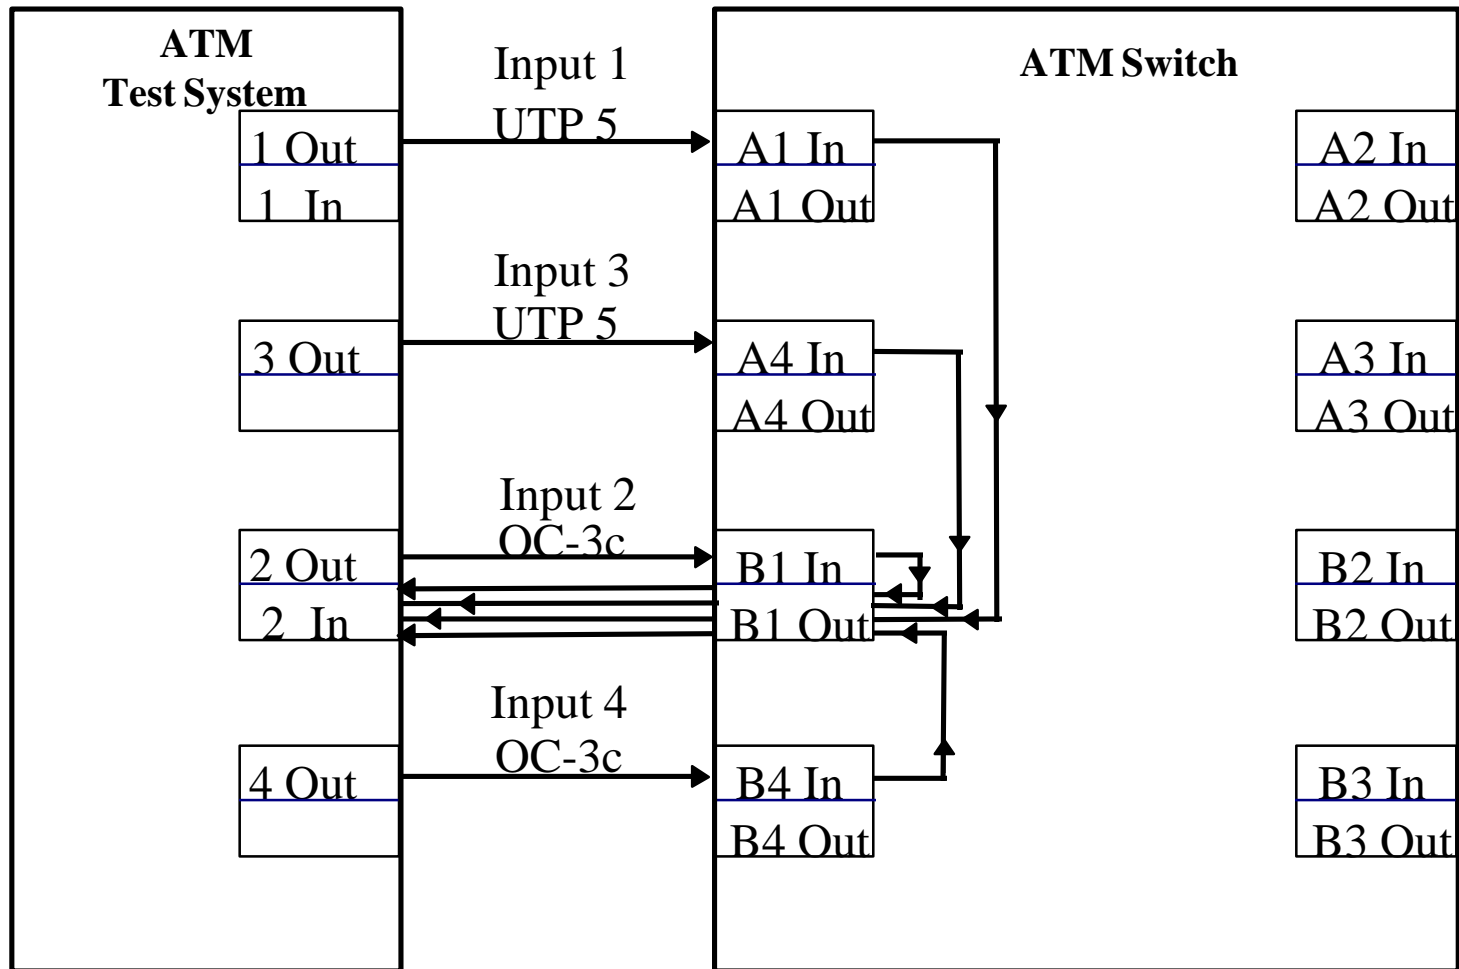 ATM
Test System
Input 1
UTP 5
ATM Switch
1 Out
1 In
A1 In
A1 Out
A2 In
A2 Out
Input 3
UTP 5
3 Out
A4 In
A4 Out
A3 In
A3 Out
Input 2
OC-3c
2 Out
2 In
B1 In
B1 Out
B2 In
B2 Out
Input 4
OC-3c
4 Out
B4 In
B4 Out
B3 In
B3 Out